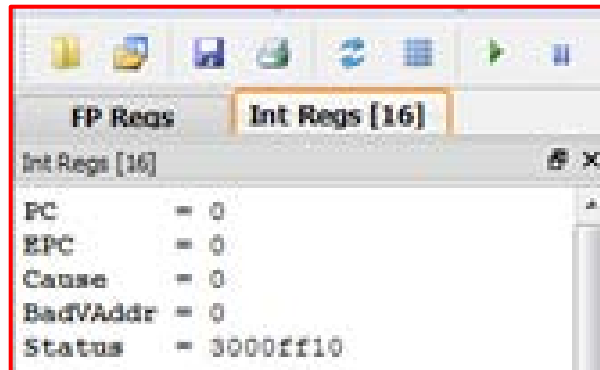 FP Regs
Int Regs [16]
Int Regs [16]
PC = 0
EPC = 0
Cause = 0
BadVAddr = 0
Status = 3000ff10